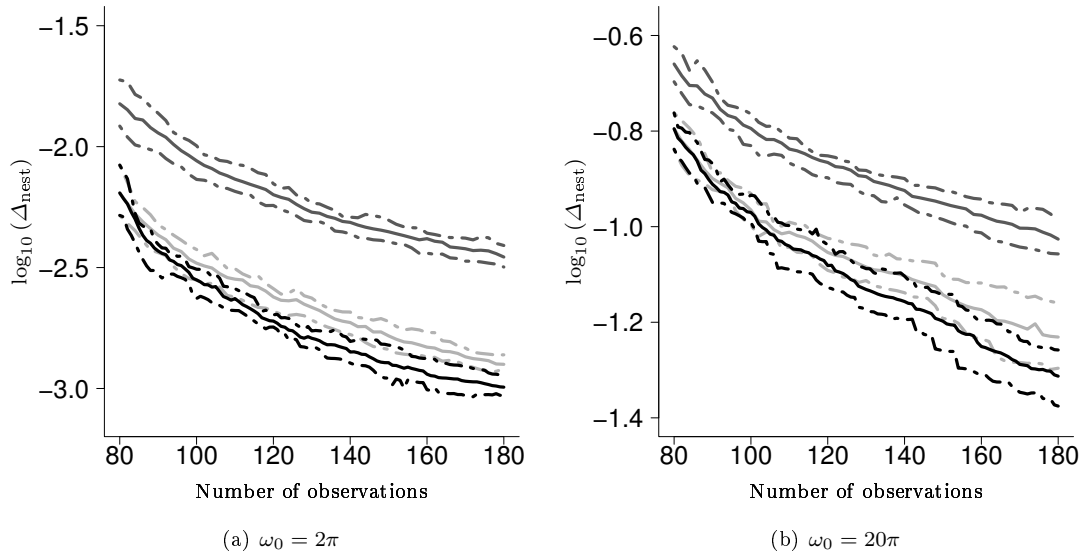 −1.5
−2.0
−2.5
−3.0
log₁₀ (Δnest)
80 100 120 140 160 180
Number of observations
(a) ω₀ = 2π
−0.6
−0.8
−1.0
−1.2
−1.4
log₁₀ (Δnest)
80 100 120 140 160 180
Number of observations
(b) ω₀ = 20π